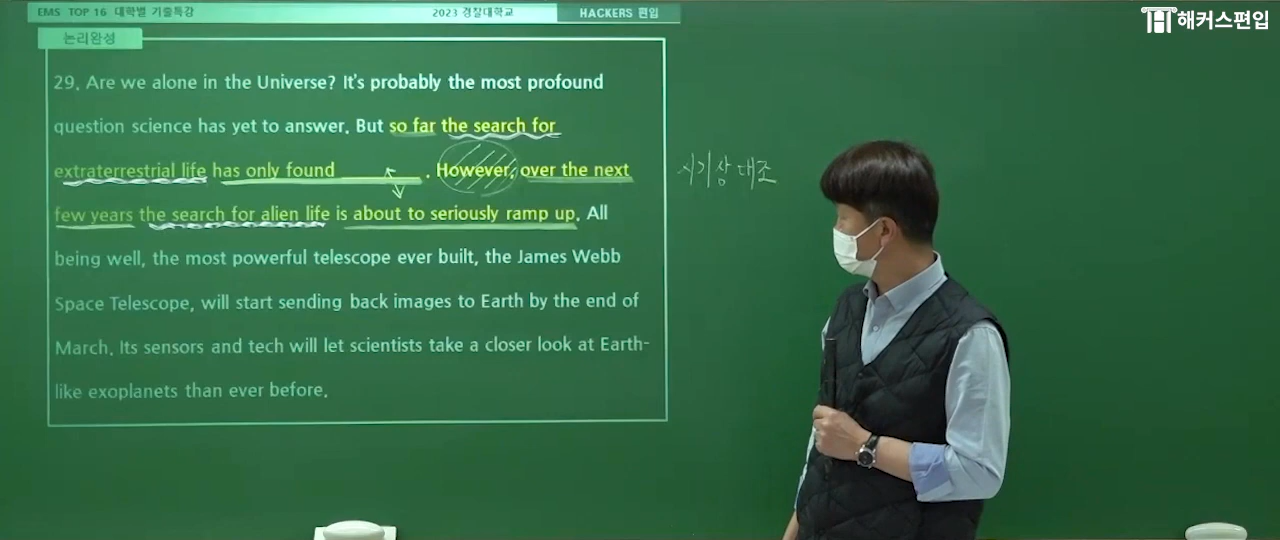 EMS TOP 16 대학별 기출특강
2023 경찰대학교
HACKERS 편입
해커스편입
논리완성
29. Are we alone in the Universe? It's probably the most profound
question science has yet to answer. But so far the search for
extraterrestrial life has only found ________. However, over the next
few years the search for alien life is about to seriously ramp up. All
being well, the most powerful telescope ever built, the James Webb
Space Telescope, will start sending back images to Earth by the end of
March. Its sensors and tech will let scientists take a closer look at Earth-
like exoplanets than ever before.
시기상 대조